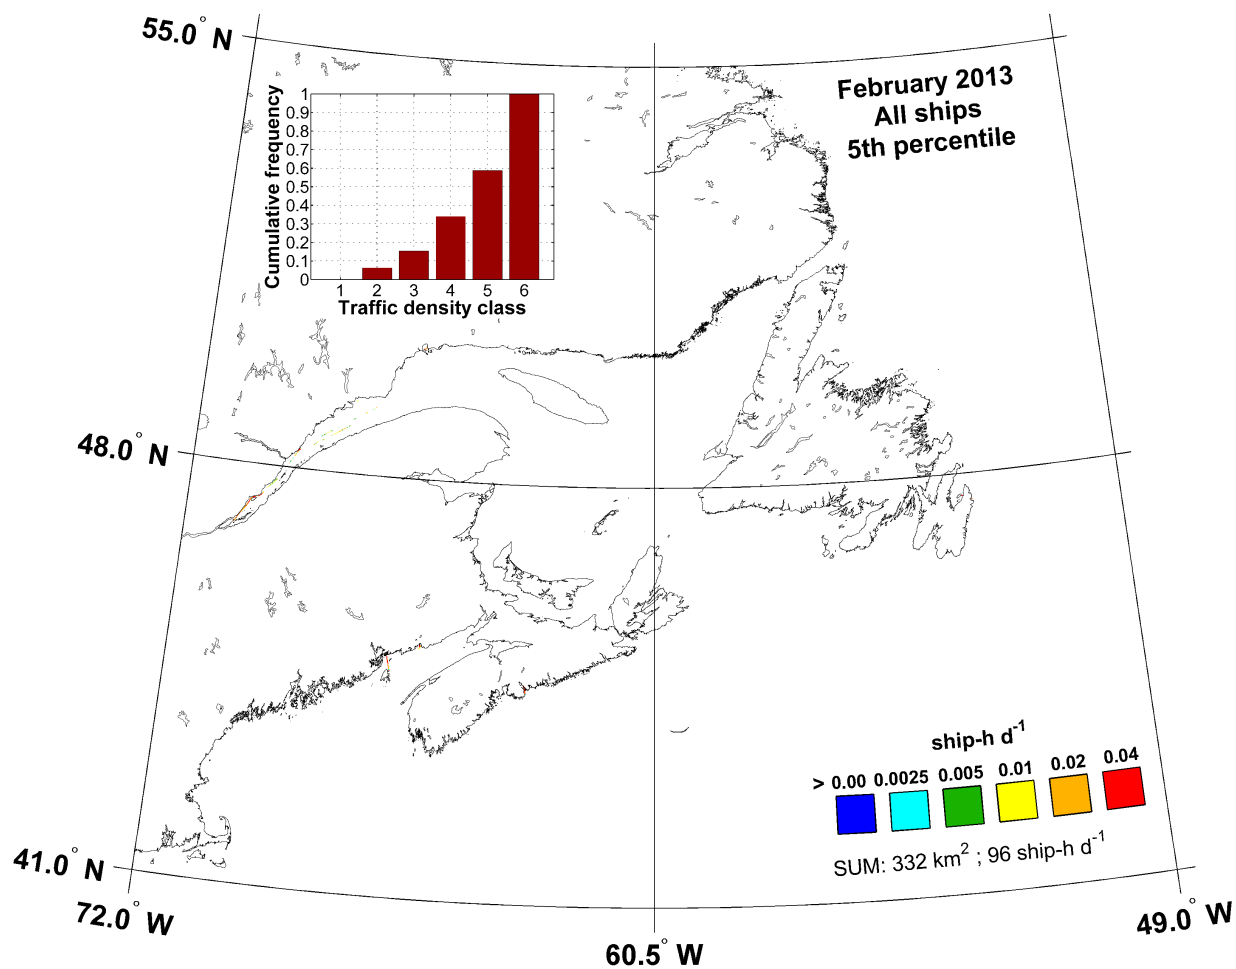 55.0° N
February 2013
All ships
5th percentile
Cumulative frequency
1
0.9
0.8
0.7
0.6
0.5
0.4
0.3
0.2
0.1
0
1 2 3 4 5 6
Traffic density class
48.0° N
ship-h d-1
> 0.00 0.0025 0.005 0.01 0.02 0.04
SUM: 332 km2 ; 96 ship-h d-1
41.0° N
72.0° W
60.5° W
49.0° W